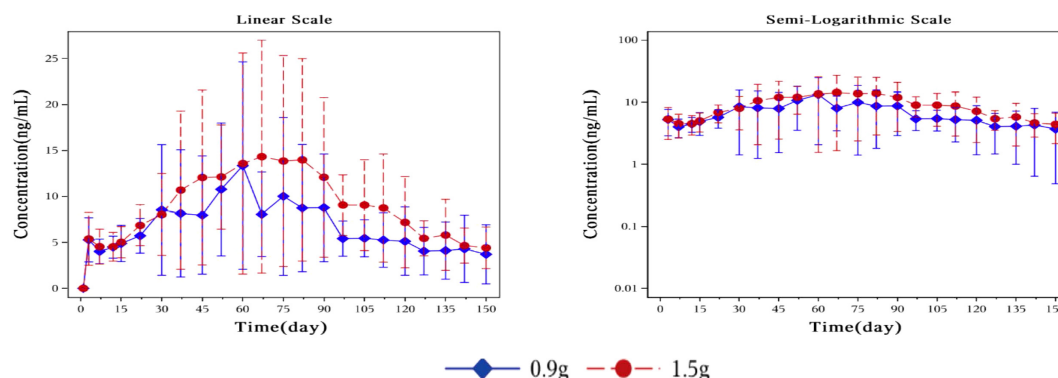 Linear Scale
Concentration(ng/mL)
25
20
15
10
5
0
0 15 30 45 60 75 90 105 120 135 150
Time(day)
Semi-Logarithmic Scale
Concentration(ng/mL)
100
10
1
0.1
0.01
0 15 30 45 60 75 90 105 120 135 150
Time(day)
0.9g 1.5g